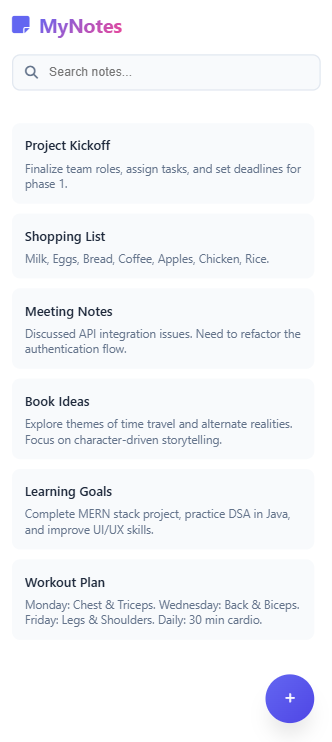 MyNotes
Search notes...
Project Kickoff
Finalize team roles, assign tasks, and set deadlines for
phase 1.
Shopping List
Milk, Eggs, Bread, Coffee, Apples, Chicken, Rice.
Meeting Notes
Discussed API integration issues. Need to refactor the
authentication flow.
Book Ideas
Explore themes of time travel and alternate realities.
Focus on character-driven storytelling.
Learning Goals
Complete MERN stack project, practice DSA in Java,
and improve UI/UX skills.
Workout Plan
Monday: Chest & Triceps. Wednesday: Back & Biceps.
Friday: Legs & Shoulders. Daily: 30 min cardio.
+